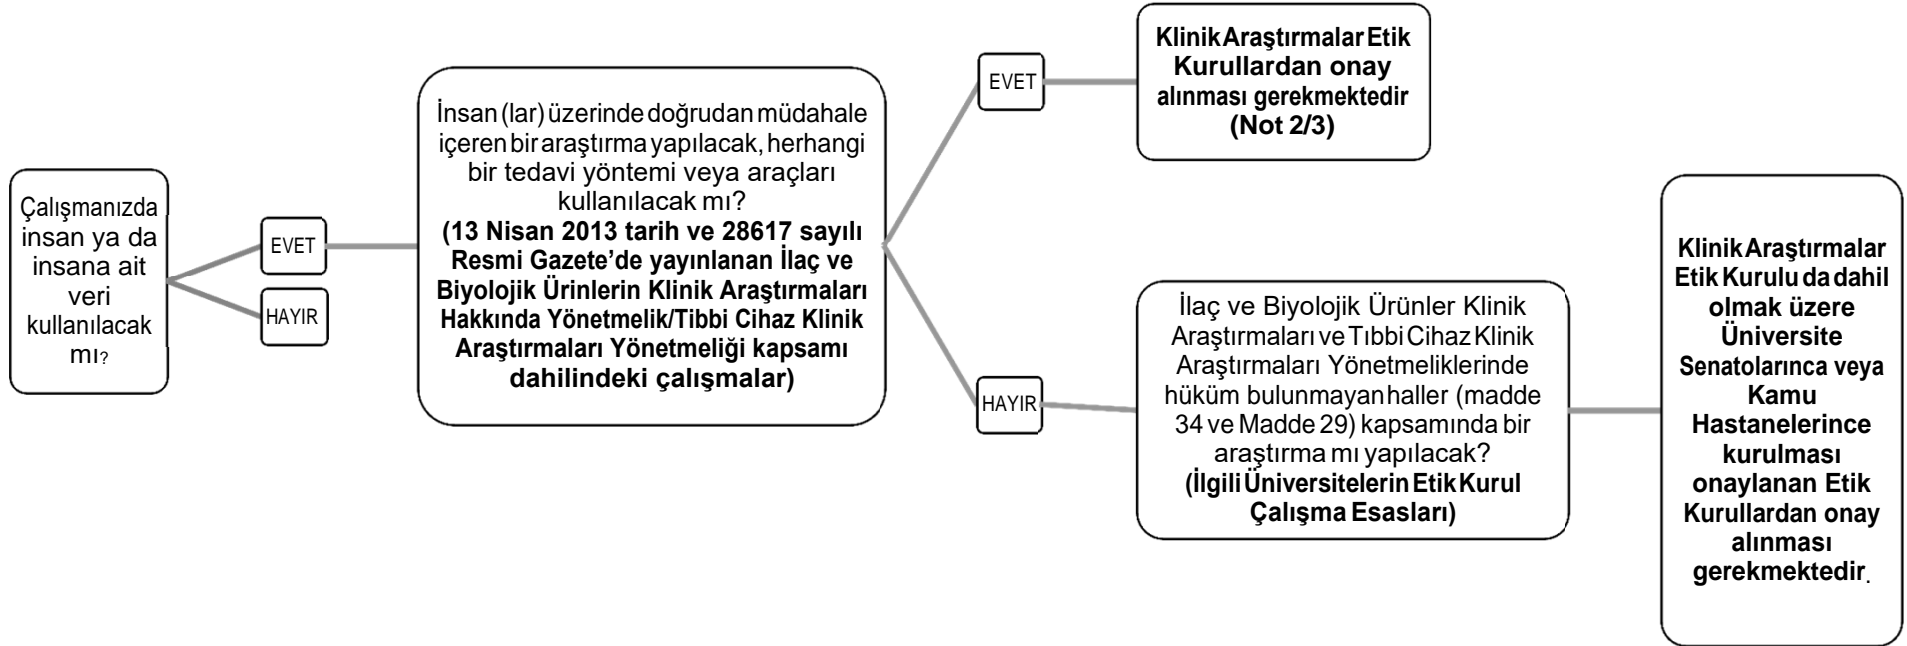 Çalışmanızda
insan ya da
insana ait
veri
kullanılacak
mı?
EVET
HAYIR
İnsan (lar) üzerinde doğrudan müdahale
içeren bir araştırma yapılacak, herhangi
bir tedavi yöntemi veya araçları
kullanılacak mı?
(13 Nisan 2013 tarih ve 28617 sayılı
Resmi Gazete’de yayınlanan İlaç ve
Biyolojik Ürinlerin Klinik Araştırmaları
Hakkında Yönetmelik/Tibbi Cihaz Klinik
Araştırmaları Yönetmeliği kapsamı
dahilindeki çalışmalar)
EVET
Klinik Araştırmalar Etik
Kurullardan onay
alınması gerekmektedir
(Not 2/3)
HAYIR
İlaç ve Biyolojik Ürünler Klinik
Araştırmaları ve Tıbbi Cihaz Klinik
Araştırmaları Yönetmeliklerinde
hüküm bulunmayan haller (madde
34 ve Madde 29) kapsamında bir
araştırma mı yapılacak?
(İlgili Üniversitelerin Etik Kurul
Çalışma Esasları)
Klinik Araştırmalar
Etik Kurulu da dahil
olmak üzere
Üniversite
Senatolarınca veya
Kamu
Hastanelerince
kurulması
onaylanan Etik
Kurullardan onay
alınması
gerekmektedir.